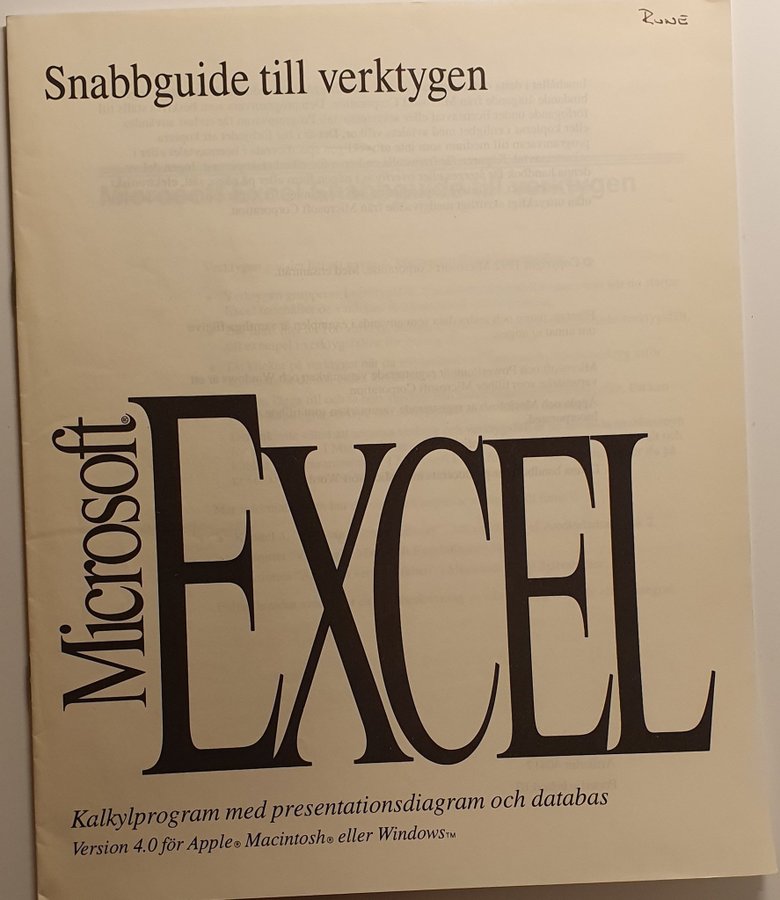 RUNE
Snabbguide till verktygen
Microsoft®
EXCEL
Kalkylprogram med presentationsdiagram och databas
Version 4.0 för Apple® Macintosh® eller Windows™